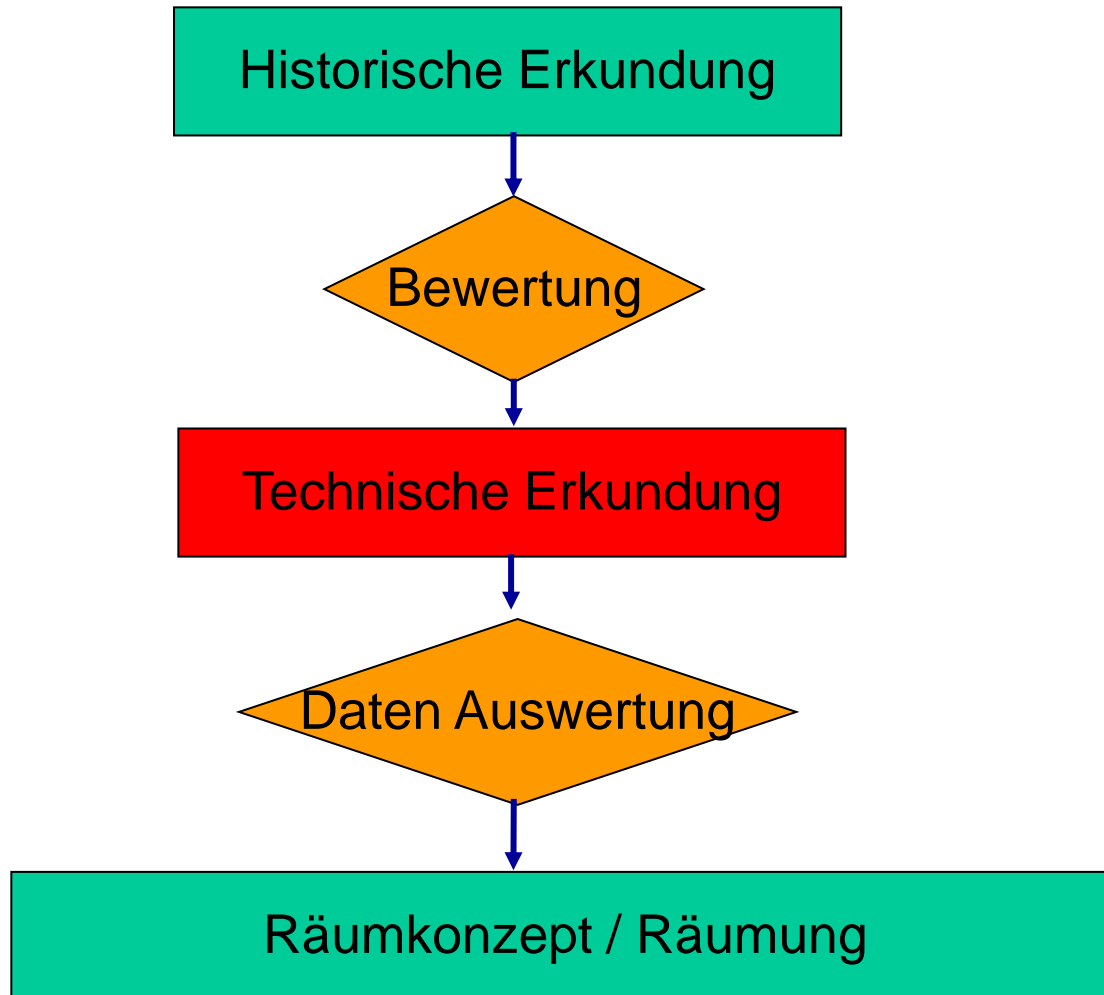 Historische Erkundung
Bewertung
Technische Erkundung
Daten Auswertung
Räumkonzept / Räumung